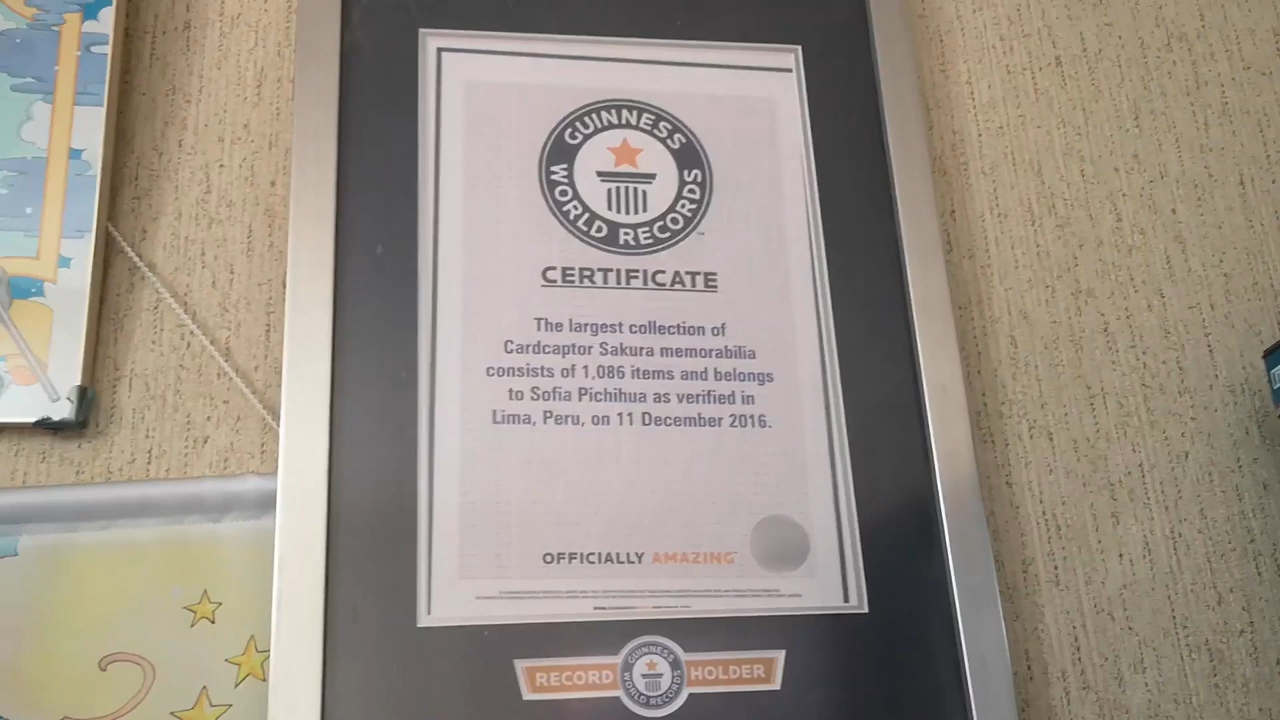 GUINNESS
WORLD RECORDS
CERTIFICATE
The largest collection of
Cardcaptor Sakura memorabilia
consists of 1,086 items and belongs
to Sofia Pichihua as verified in
Lima, Peru, on 11 December 2016.
OFFICIALLY AMAZING
RECORD GUINNESS WORLD RECORDS HOLDER